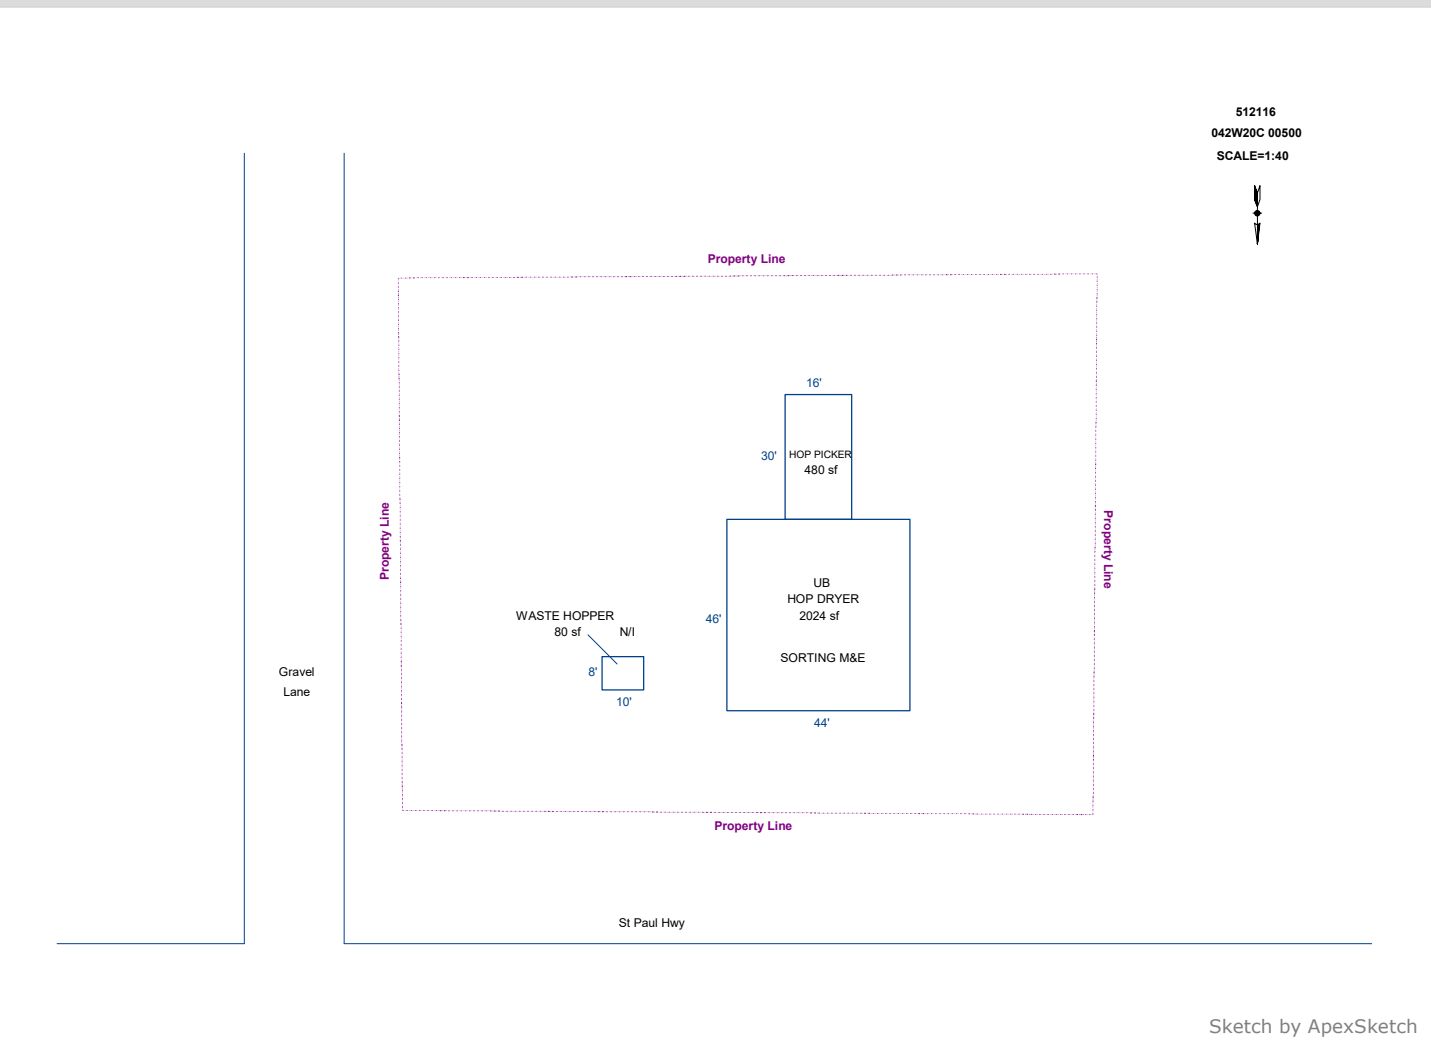 512116
042W20C 00500
SCALE=1:40
Property Line
16'
30'
HOP PICKER
480 sf
Property Line
Property Line
UB
HOP DRYER
2024 sf
SORTING M&E
46'
44'
WASTE HOPPER
80 sf N/I
8'
10'
Gravel
Lane
Property Line
St Paul Hwy
Sketch by ApexSketch